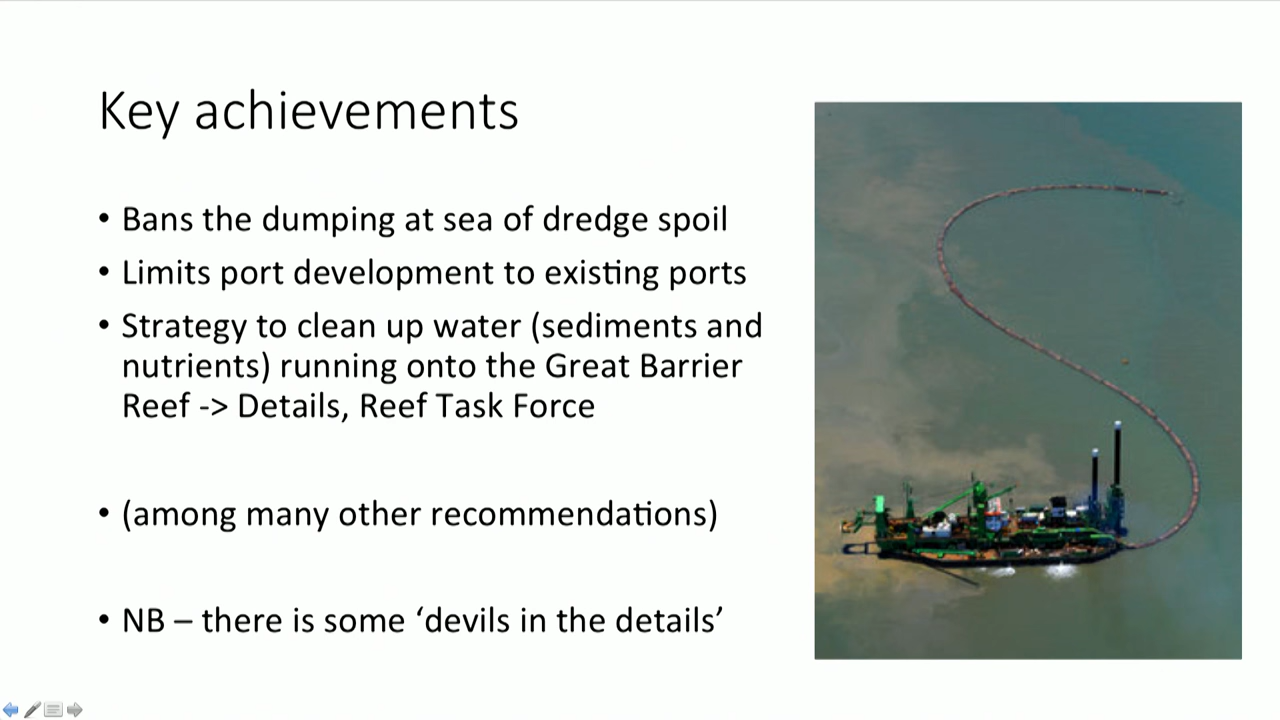 Key achievements
• Bans the dumping at sea of dredge spoil
• Limits port development to existing ports
• Strategy to clean up water (sediments and
nutrients) running onto the Great Barrier
Reef -> Details, Reef Task Force
• (among many other recommendations)
• NB – there is some ‘devils in the details’